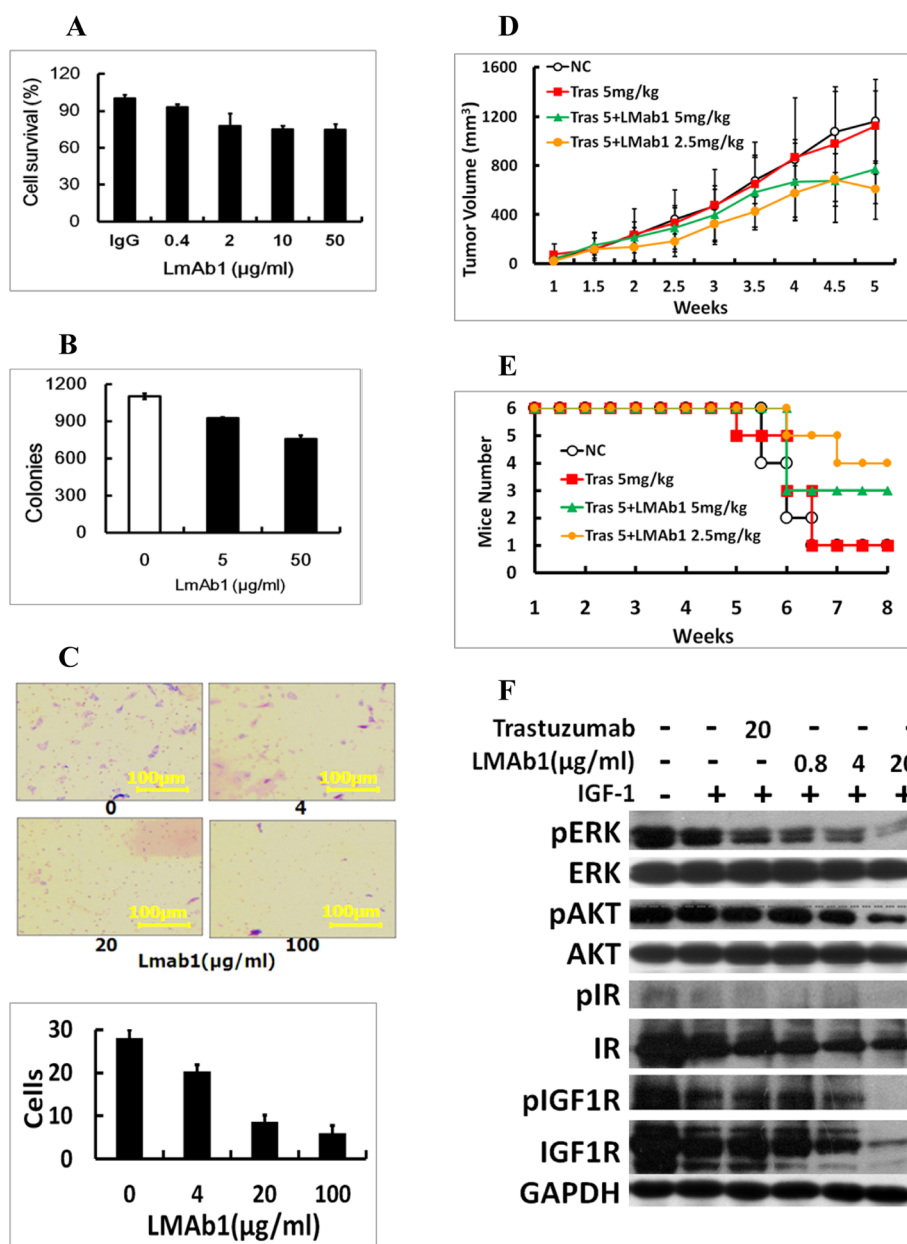 A
120
90
60
30
0
Cell survival (%)
IgG 0.4 2 10 50
LmAb1 (µg/ml)
B
1200
900
600
300
0
Colonies
0 5 50
LmAb1 (µg/ml)
C
100µm 100µm
0 4
100µm 100µm
20 100
Lmab1(µg/ml)
30
20
10
0
Cells
0 4 20 100
LMAb1(µg/ml)
D
NC
Tras 5mg/kg
Tras 5+LMab1 5mg/kg
Tras 5+LMab1 2.5mg/kg
1600
1200
800
400
0
Tumor Volume (mm³)
1 1.5 2 2.5 3 3.5 4 4.5 5
Weeks
E
6
5
4
3
2
1
0
Mice Number
NC
Tras 5mg/kg
Tras 5+LMAb1 5mg/kg
Tras 5+LMAb1 2.5mg/kg
1 2 3 4 5 6 7 8
Weeks
F
Trastuzumab - - 20 - - -
LMAb1(µg/ml) - - - 0.8 4 20
IGF-1 - + + + + +
pERK
ERK
pAKT
AKT
pIR
IR
pIGF1R
IGF1R
GAPDH